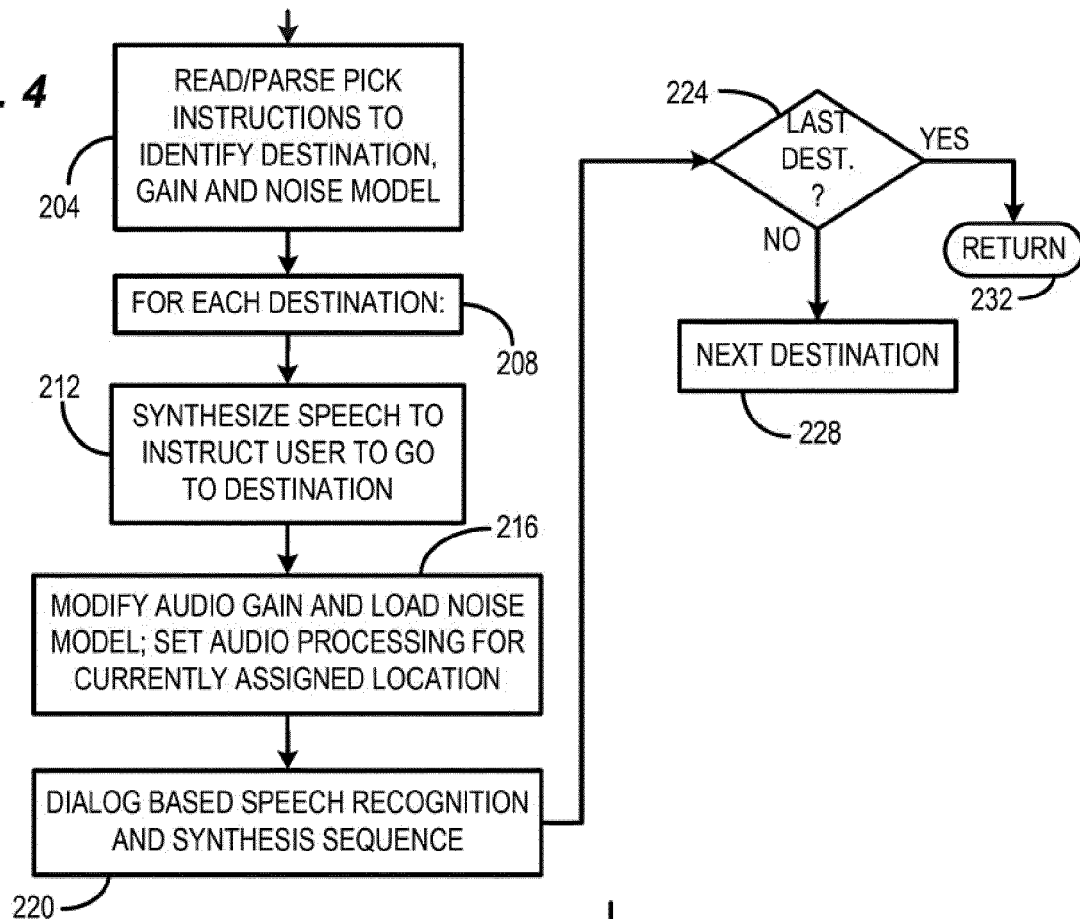 . 4
READ/PARSE PICK
INSTRUCTIONS TO
IDENTIFY DESTINATION,
GAIN AND NOISE MODEL
204
FOR EACH DESTINATION:
208
212
SYNTHESIZE SPEECH TO
INSTRUCT USER TO GO
TO DESTINATION
216
MODIFY AUDIO GAIN AND LOAD NOISE
MODEL; SET AUDIO PROCESSING FOR
CURRENTLY ASSIGNED LOCATION
DIALOG BASED SPEECH RECOGNITION
AND SYNTHESIS SEQUENCE
220
224
LAST
DEST.
?
YES
NO
RETURN
232
NEXT DESTINATION
228